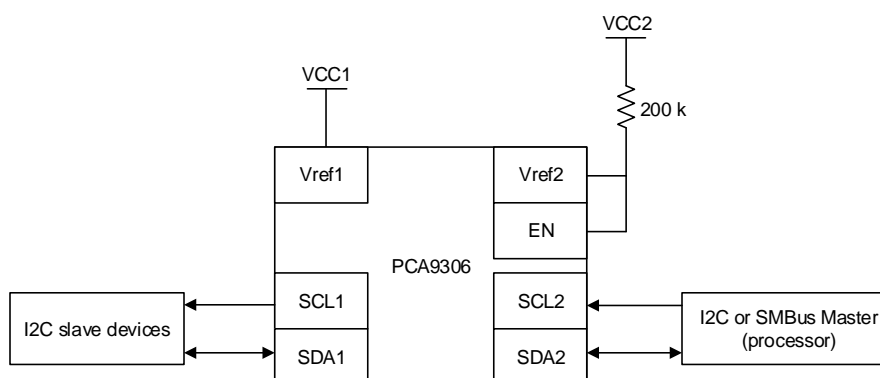 VCC2
VCC1
200 k
Vref1
Vref2
EN
PCA9306
SCL1
SCL2
I2C slave devices
I2C or SMBus Master
(processor)
SDA1
SDA2